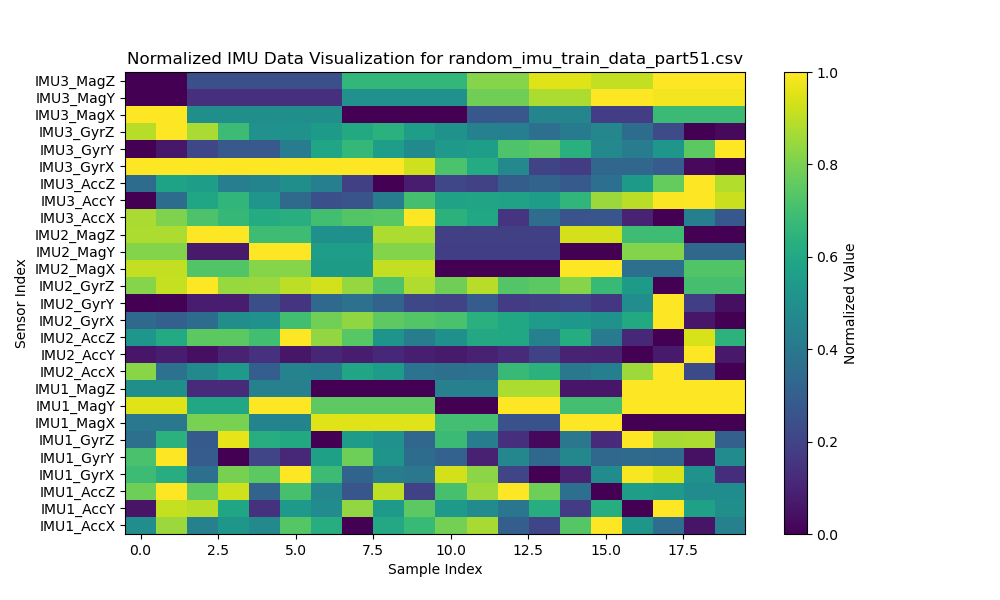 Normalized IMU Data Visualization for random_imu_train_data_part51.csv
IMU3_MagZ
IMU3_MagY
IMU3_MagX
IMU3_GyrZ
IMU3_GyrY
IMU3_GyrX
IMU3_AccZ
IMU3_AccY
IMU3_AccX
IMU2_MagZ
IMU2_MagY
IMU2_MagX
IMU2_GyrZ
IMU2_GyrY
IMU2_GyrX
IMU2_AccZ
IMU2_AccY
IMU2_AccX
IMU1_MagZ
IMU1_MagY
IMU1_MagX
IMU1_GyrZ
IMU1_GyrY
IMU1_GyrX
IMU1_AccZ
IMU1_AccY
IMU1_AccX
Sensor Index
0.0 2.5 5.0 7.5 10.0 12.5 15.0 17.5
Sample Index
1.0
0.8
0.6
0.4
0.2
0.0
Normalized Value